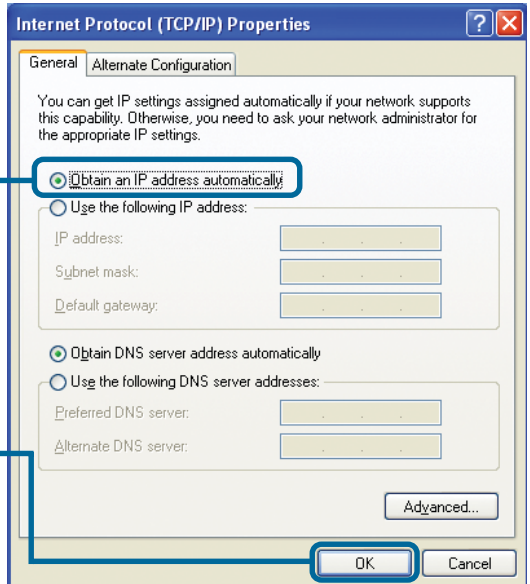 Internet Protocol (TCP/IP) Properties
General Alternate Configuration
You can get IP settings assigned automatically if your network supports
this capability. Otherwise, you need to ask your network administrator for
the appropriate IP settings.
Obtain an IP address automatically
Use the following IP address:
IP address:
Subnet mask:
Default gateway:
Obtain DNS server address automatically
Use the following DNS server addresses:
Preferred DNS server:
Alternate DNS server:
Advanced...
OK Cancel